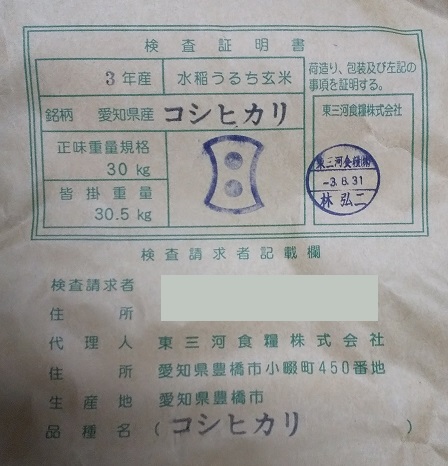 検査証明書
3年産 水稲うるち玄米
銘柄 愛知県産 コシヒカリ
正味重量規格
30kg
皆掛重量
30.5kg
荷造り、包装及び左記の
事項を証明する。
東三河食糧株式会社
東三河食糧㈱
-3.8.31
林弘二
検査請求者記載欄
検査請求者
住所
代理人 東三河食糧株式会社
住所 愛知県豊橋市小畷町450番地
生産地 愛知県豊橋市
品種名 (コシヒカリ)